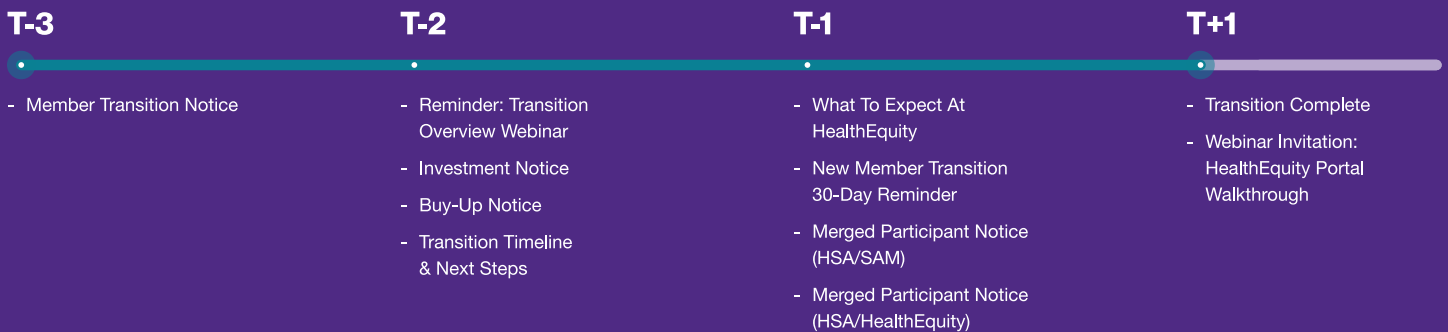 T-3
- Member Transition Notice
T-2
- Reminder: Transition
Overview Webinar
- Investment Notice
- Buy-Up Notice
- Transition Timeline
& Next Steps
T-1
- What To Expect At
HealthEquity
- New Member Transition
30-Day Reminder
- Merged Participant Notice
(HSA/SAM)
- Merged Participant Notice
(HSA/HealthEquity)
T+1
- Transition Complete
- Webinar Invitation:
HealthEquity Portal
Walkthrough